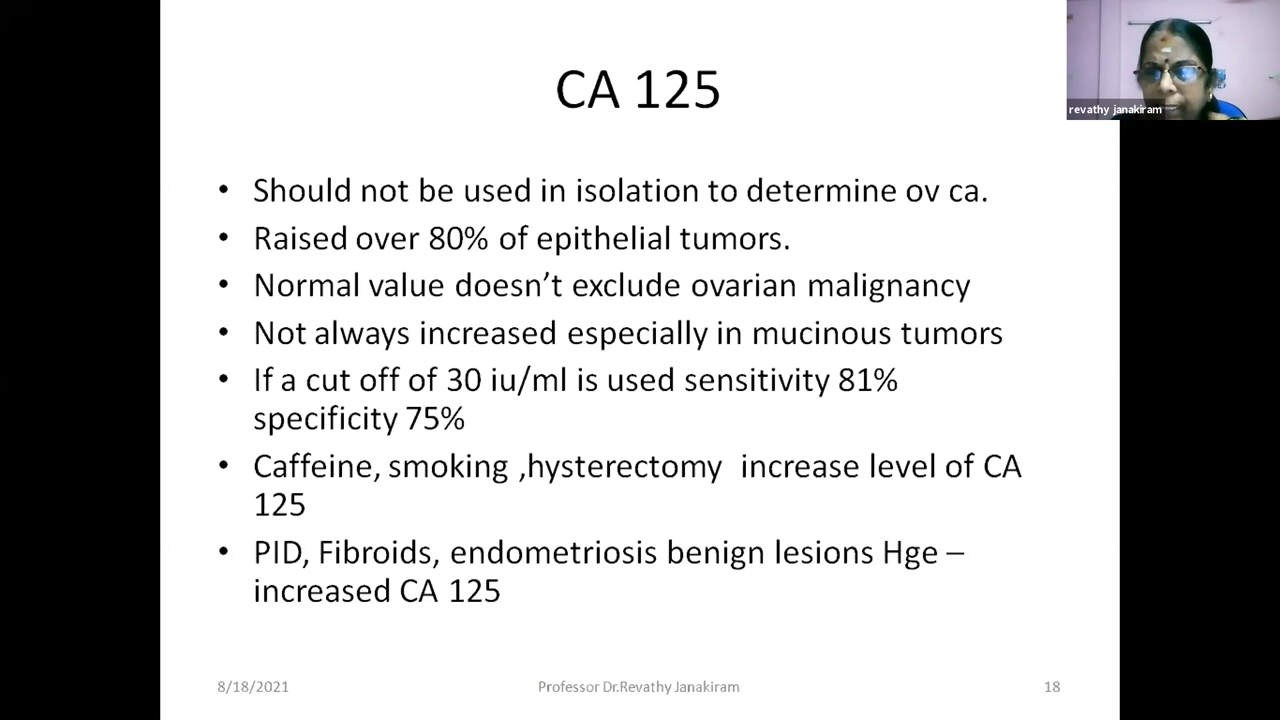 CA 125
revathy janakiram
• Should not be used in isolation to determine ov ca.
• Raised over 80% of epithelial tumors.
• Normal value doesn’t exclude ovarian malignancy
• Not always increased especially in mucinous tumors
• If a cut off of 30 iu/ml is used sensitivity 81%
specificity 75%
• Caffeine, smoking ,hysterectomy increase level of CA
125
• PID, Fibroids, endometriosis benign lesions Hge –
increased CA 125
8/18/2021
Professor Dr.Revathy Janakiram
18